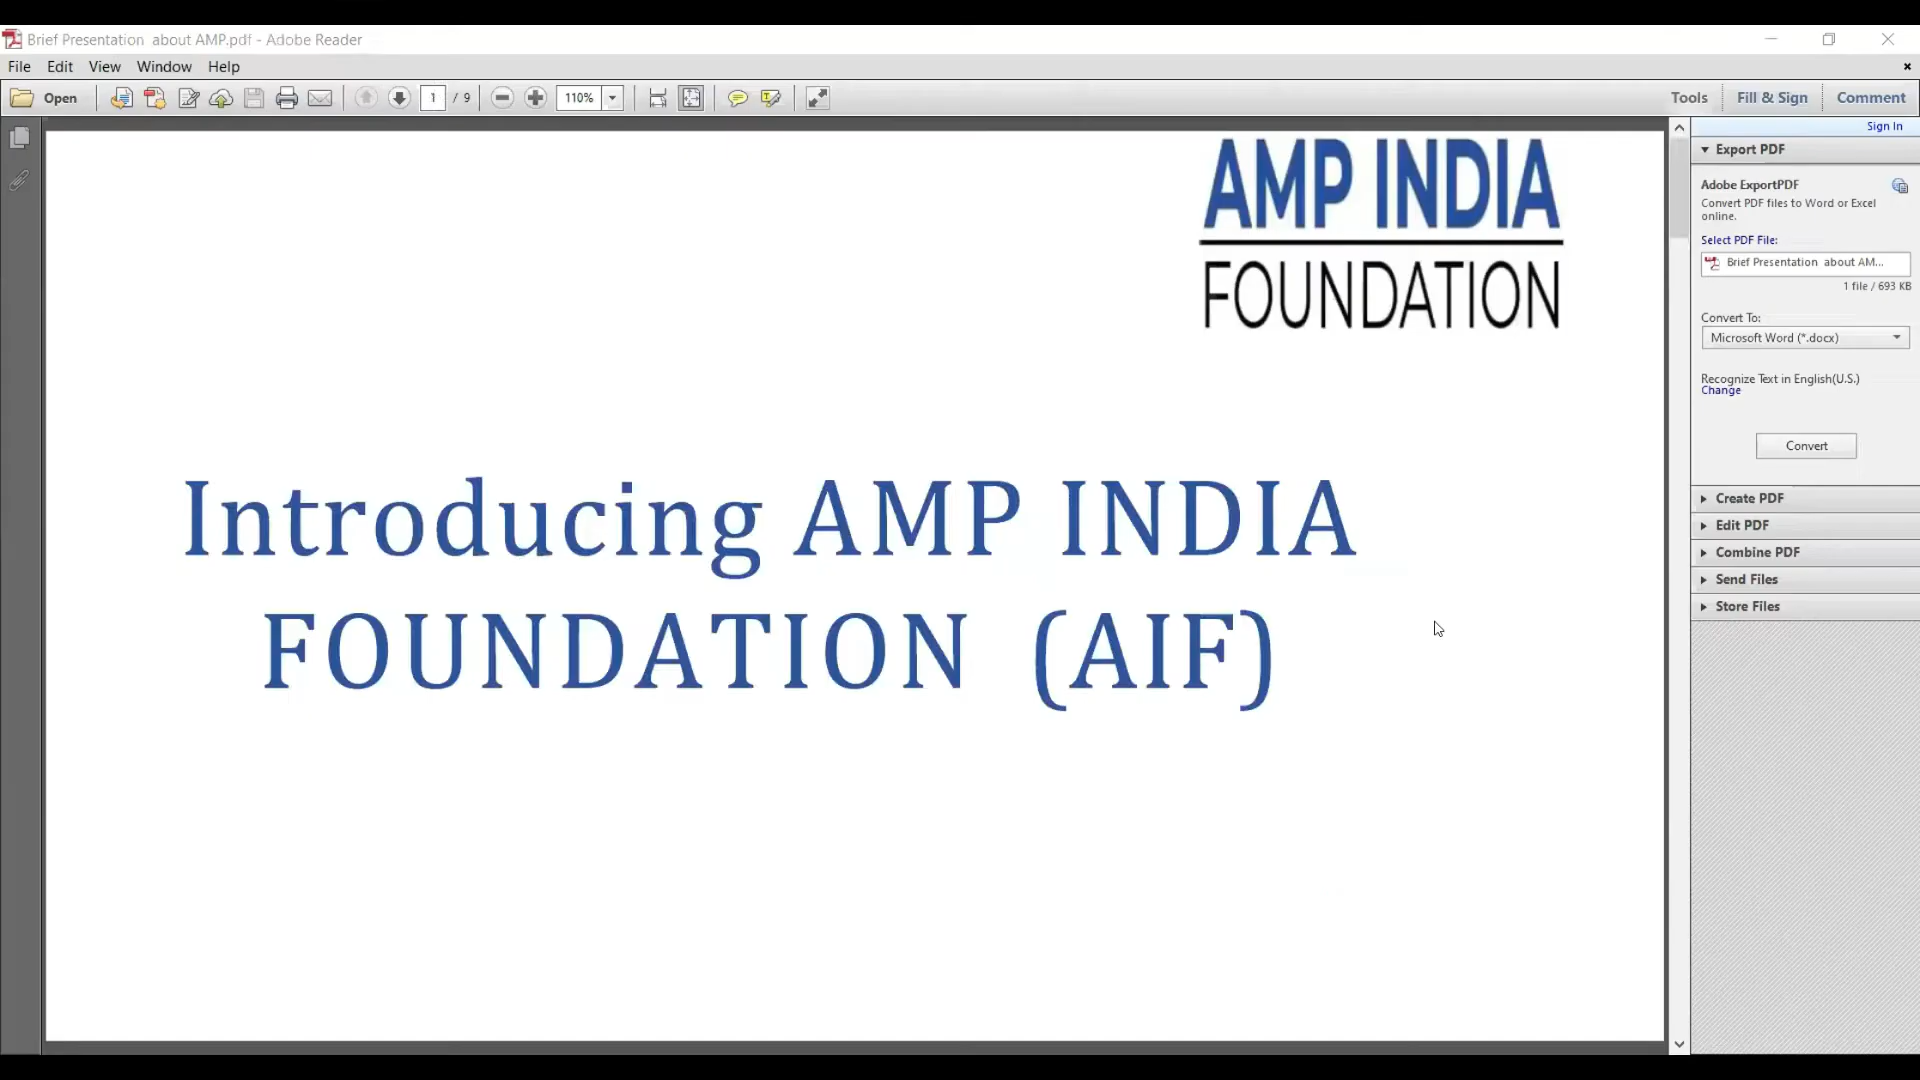 Brief Presentation  about AMP.pdf - Adobe Reader
File Edit View Window Help
Open 1 / 9 110% Tools Fill & Sign Comment
Sign In
Export PDF
Adobe ExportPDF
Convert PDF files to Word or Excel
online.
Select PDF File:
Brief Presentation  about AM...
1 file / 693 KB
Convert To:
Microsoft Word (*.docx)
Recognize Text in English(U.S.)
Change
Convert
Create PDF
Edit PDF
Combine PDF
Send Files
Store Files
AMP INDIA
FOUNDATION
Introducing AMP INDIA
FOUNDATION (AIF)